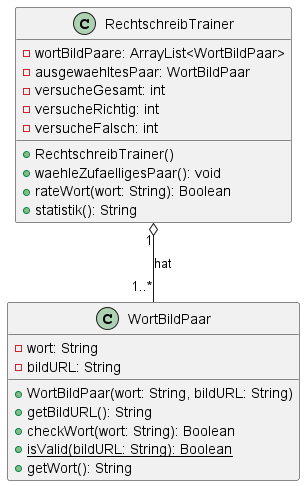 C RechtschreibTrainer
wortBildPaare: ArrayList<WortBildPaar>
ausgewaehltesPaar: WortBildPaar
versucheGesamt: int
versucheRichtig: int
versucheFalsch: int
RechtschreibTrainer()
waehleZufaelligesPaar(): void
rateWort(wort: String): Boolean
statistik(): String
1
hat
1..*
C WortBildPaar
wort: String
bildURL: String
WortBildPaar(wort: String, bildURL: String)
getBildURL(): String
checkWort(wort: String): Boolean
isValid(bildURL: String): Boolean
getWort(): String